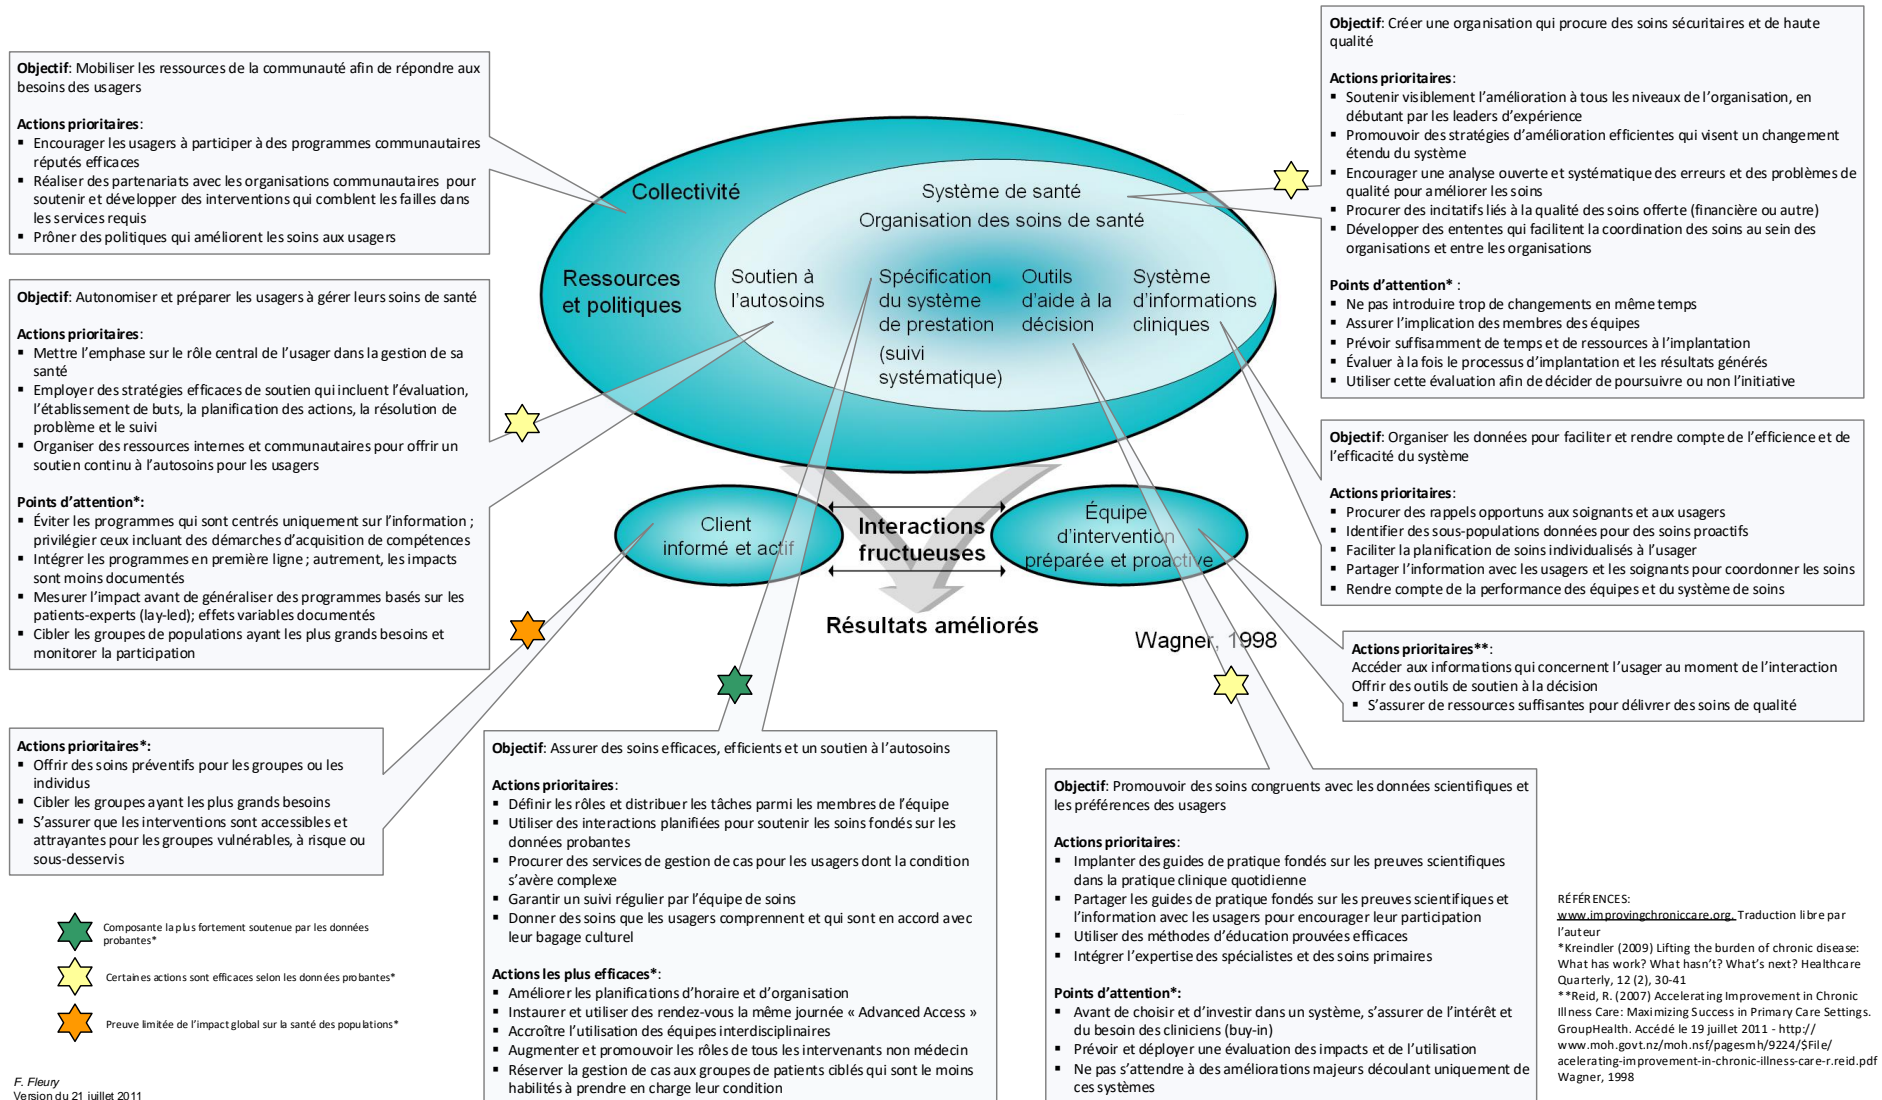 Objectif: Mobiliser les ressources de la communauté afin de répondre aux
besoins des usagers
Actions prioritaires:
▪ Encourager les usagers à participer à des programmes communautaires
réputés efficaces
▪ Réaliser des partenariats avec les organisations communautaires pour
soutenir et développer des interventions qui comblent les failles dans
les services requis
▪ Prôner des politiques qui améliorent les soins aux usagers
Objectif: Autonomiser et préparer les usagers à gérer leurs soins de santé
Actions prioritaires:
▪ Mettre l'emphase sur le rôle central de l'usager dans la gestion de sa
santé
▪ Employer des stratégies efficaces de soutien qui incluent l'évaluation,
l'établissement de buts, la planification des actions, la résolution de
problème et le suivi
▪ Organiser des ressources internes et communautaires pour offrir un
soutien continu à l'autosoins pour les usagers
Points d'attention*:
▪ Éviter les programmes qui sont centrés uniquement sur l'information ;
privilégier ceux incluant des démarches d'acquisition de compétences
▪ Intégrer les programmes en première ligne ; autrement, les impacts
sont moins documentés
▪ Mesurer l'impact avant de généraliser des programmes basés sur les
patients-experts (lay-led); effets variables documentés
▪ Cibler les groupes de populations ayant les plus grands besoins et
monitorer la participation
Actions prioritaires*:
▪ Offrir des soins préventifs pour les groupes ou les
individus
▪ Cibler les groupes ayant les plus grands besoins
▪ S'assurer que les interventions sont accessibles et
attrayantes pour les groupes vulnérables, à risque ou
sous-desservis
Composante la plus fortement soutenue par les données
probantes*
Certaines actions sont efficaces selon les données probantes*
Preuve limitée de l'impact global sur la santé des populations*
F. Fleury
Version du 21 juillet 2011
Collectivité
Système de santé
Organisation des soins de santé
Ressources
et politiques
Soutien à
l'autosoins
Spécification
du système
de prestation
(suivi
systématique)
Outils
d'aide à la
décision
Système
d'informations
cliniques
Client
informé et actif
Interactions
fructueuses
Équipe
d'intervention
préparée et proactive
Résultats améliorés
Wagner, 1998
Objectif: Assurer des soins efficaces, efficients et un soutien à l'autosoins
Actions prioritaires:
▪ Définir les rôles et distribuer les tâches parmi les membres de l'équipe
▪ Utiliser des interactions planifiées pour soutenir les soins fondés sur les
données probantes
▪ Procurer des services de gestion de cas pour les usagers dont la condition
s'avère complexe
▪ Garantir un suivi régulier par l'équipe de soins
▪ Donner des soins que les usagers comprennent et qui sont en accord avec
leur bagage culturel
Actions les plus efficaces*:
▪ Améliorer les planifications d'horaire et d'organisation
▪ Instaurer et utiliser des rendez-vous la même journée « Advanced Access »
▪ Accroître l'utilisation des équipes interdisciplinaires
▪ Augmenter et promouvoir les rôles de tous les intervenants non médecin
▪ Réserver la gestion de cas aux groupes de patients ciblés qui sont le moins
habilités à prendre en charge leur condition
Objectif: Créer une organisation qui procure des soins sécuritaires et de haute
qualité
Actions prioritaires:
▪ Soutenir visiblement l'amélioration à tous les niveaux de l'organisation, en
débutant par les leaders d'expérience
▪ Promouvoir des stratégies d'amélioration efficientes qui visent un changement
étendu du système
▪ Encourager une analyse ouverte et systématique des erreurs et des problèmes de
qualité pour améliorer les soins
▪ Procurer des incitatifs liés à la qualité des soins offerte (financière ou autre)
▪ Développer des ententes qui facilitent la coordination des soins au sein des
organisations et entre les organisations
Points d'attention* :
▪ Ne pas introduire trop de changements en même temps
▪ Assurer l'implication des membres des équipes
▪ Prévoir suffisamment de temps et de ressources à l'implantation
▪ Évaluer à la fois le processus d'implantation et les résultats générés
▪ Utiliser cette évaluation afin de décider de poursuivre ou non l'initiative
Objectif: Organiser les données pour faciliter et rendre compte de l'efficience et de
l'efficacité du système
Actions prioritaires:
▪ Procurer des rappels opportuns aux soignants et aux usagers
▪ Identifier des sous-populations données pour des soins proactifs
▪ Faciliter la planification de soins individualisés à l'usager
▪ Partager l'information avec les usagers et les soignants pour coordonner les soins
▪ Rendre compte de la performance des équipes et du système de soins
Actions prioritaires**:
Accéder aux informations qui concernent l'usager au moment de l'interaction
Offrir des outils de soutien à la décision
▪ S'assurer de ressources suffisantes pour délivrer des soins de qualité
Objectif: Promouvoir des soins congruents avec les données scientifiques et
les préférences des usagers
Actions prioritaires:
▪ Implanter des guides de pratique fondés sur les preuves scientifiques
dans la pratique clinique quotidienne
▪ Partager les guides de pratique fondés sur les preuves scientifiques et
l'information avec les usagers pour encourager leur participation
▪ Utiliser des méthodes d'éducation prouvées efficaces
▪ Intégrer l'expertise des spécialistes et des soins primaires
Points d'attention*:
▪ Avant de choisir et d'investir dans un système, s'assurer de l'intérêt et
du besoin des cliniciens (buy-in)
▪ Prévoir et déployer une évaluation des impacts et de l'utilisation
▪ Ne pas s'attendre à des améliorations majeurs découlant uniquement de
ces systèmes
RÉFÉRENCES:
www.improvingchroniccare.org. Traduction libre par
l'auteur
*Kreindler (2009) Lifting the burden of chronic disease:
What has work? What hasn't? What's next? Healthcare
Quarterly, 12 (2), 30-41
**Reid, R. (2007) Accelerating Improvement in Chronic
Illness Care: Maximizing Success in Primary Care Settings.
GroupHealth. Accédé le 19 juillet 2011 - http://
www.moh.govt.nz/moh.nsf/pagesmh/9224/$File/
acelerating-improvement-in-chronic-illness-care-r.reid.pdf
Wagner, 1998